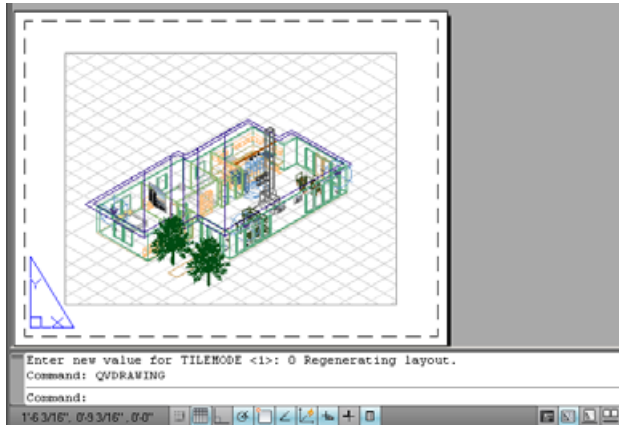 Y
X
Enter new value for TILEMODE <1>: 0 Regenerating layout.
Command: QVDRAWING
Command:
1'-6 3/16", 0'-9 3/16", 0'-0"